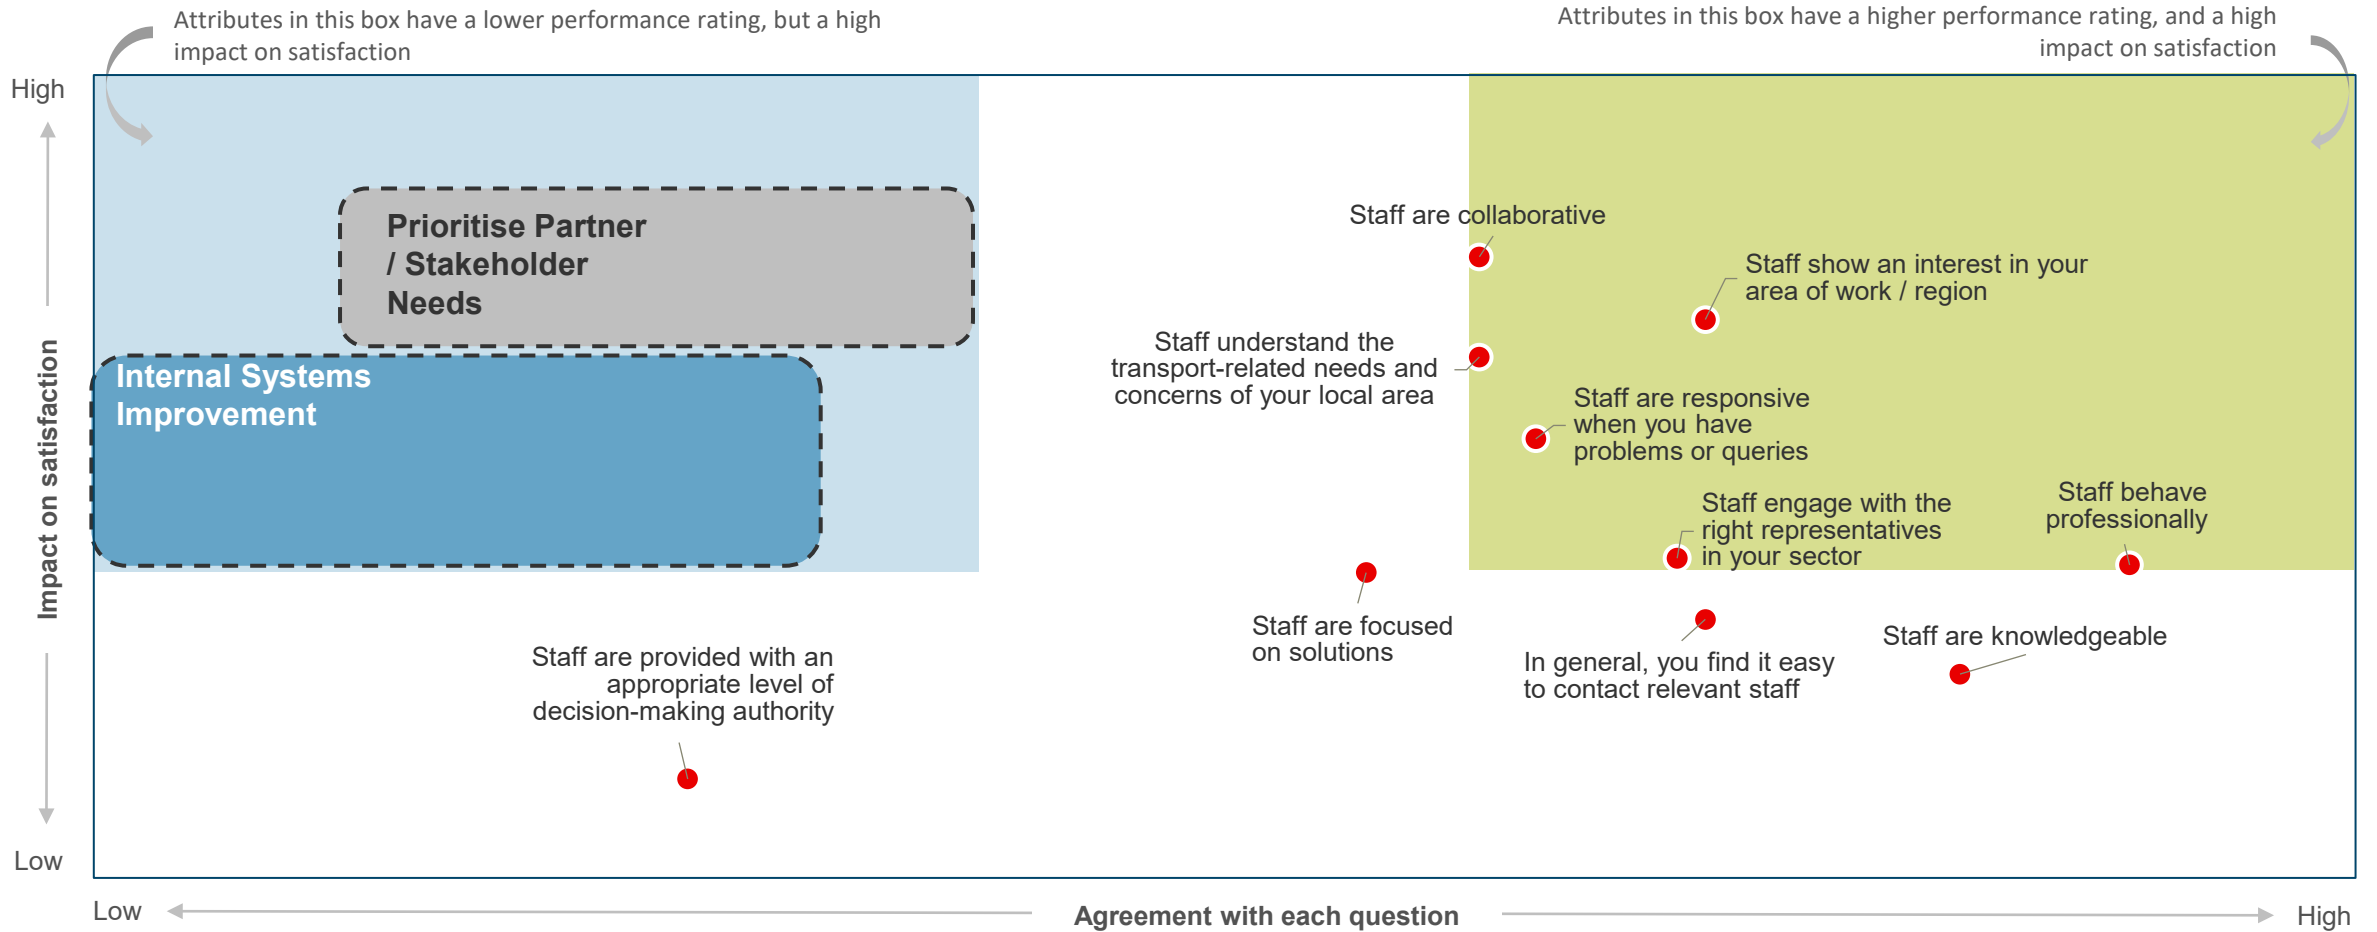 Attributes in this box have a lower performance rating, but a high
impact on satisfaction
Attributes in this box have a higher performance rating, and a high
impact on satisfaction
High
Impact on satisfaction
Low
Prioritise Partner
/ Stakeholder
Needs
Internal Systems
Improvement
Staff are collaborative
Staff show an interest in your
area of work / region
Staff understand the
transport-related needs and
concerns of your local area
Staff are responsive
when you have
problems or queries
Staff engage with the
right representatives
in your sector
Staff behave
professionally
Staff are focused
on solutions
In general, you find it easy
to contact relevant staff
Staff are knowledgeable
Staff are provided with an
appropriate level of
decision-making authority
Low
Agreement with each question
High